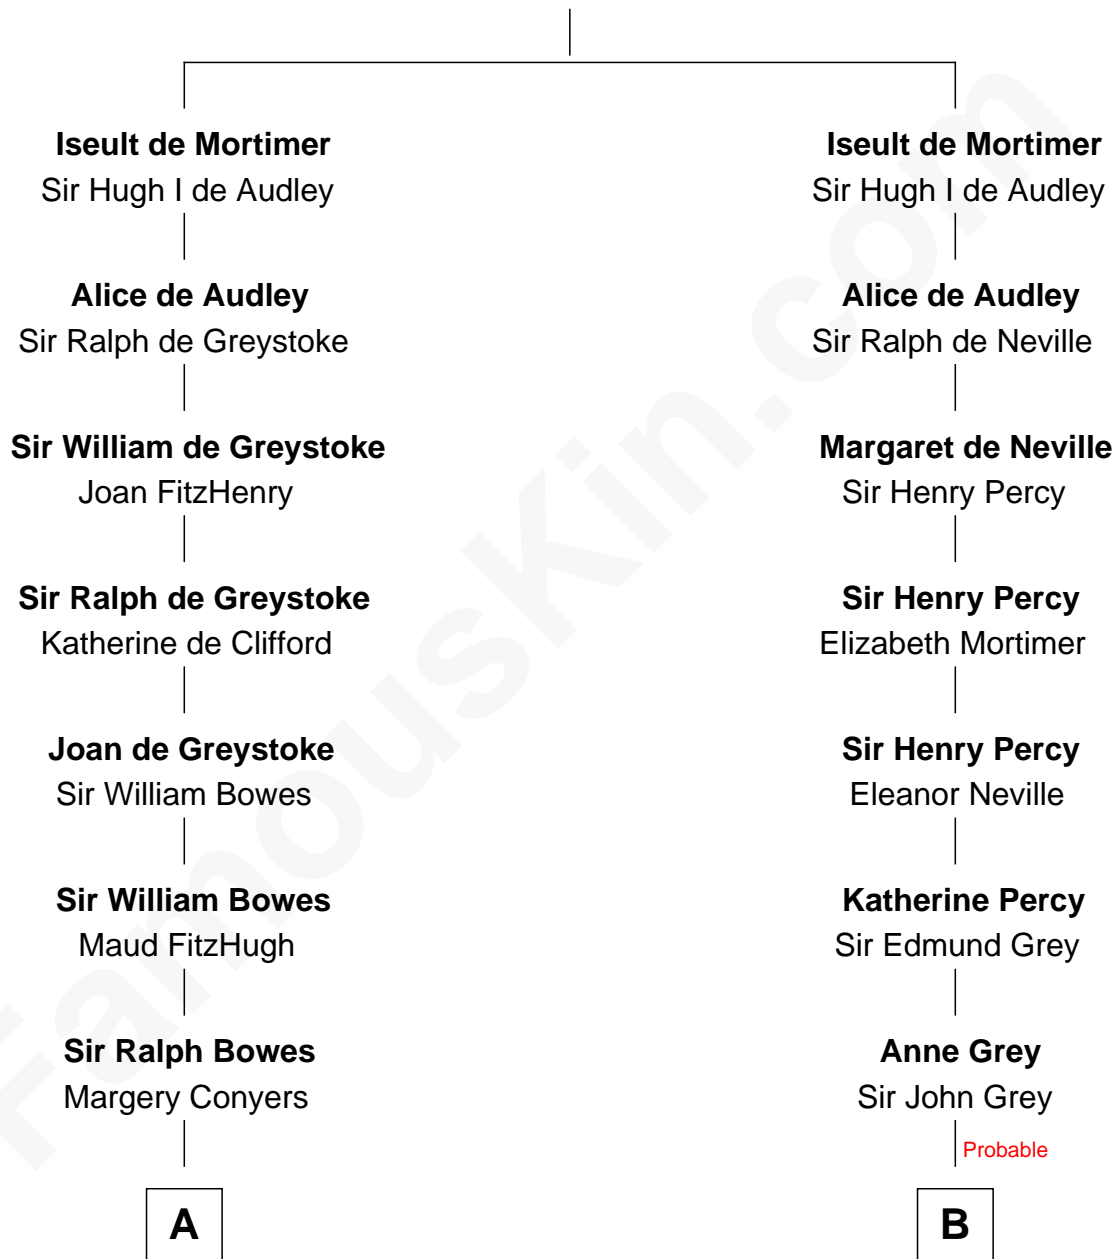 Iseult de Mortimer
Sir Hugh I de Audley
Alice de Audley
Sir Ralph de Greystoke
Sir William de Greystoke
Joan FitzHenry
Sir Ralph de Greystoke
Katherine de Clifford
Joan de Greystoke
Sir William Bowes
Sir William Bowes
Maud FitzHugh
Sir Ralph Bowes
Margery Conyers
A
Iseult de Mortimer
Sir Hugh I de Audley
Alice de Audley
Sir Ralph de Neville
Margaret de Neville
Sir Henry Percy
Sir Henry Percy
Elizabeth Mortimer
Sir Henry Percy
Eleanor Neville
Katherine Percy
Sir Edmund Grey
Anne Grey
Sir John Grey
Probable
B
FamousKin.com